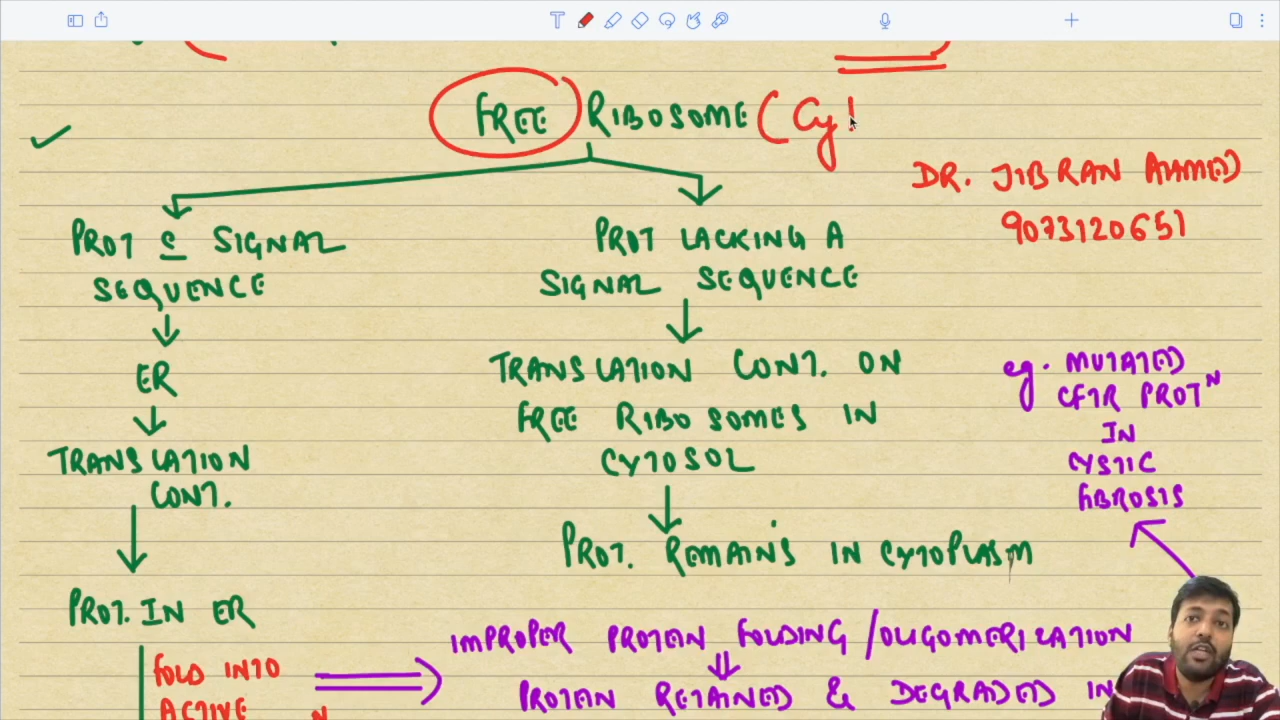 FREE RIBOSOME (Cy
DR. JIBRAN AHMED
9073120651
PROT C SIGNAL
SEQUENCE
ER
TRANSLATION
CONT.
PROT. IN ER
FOLD INTO
ACTIVE
N
PROT LACKING A
SIGNAL SEQUENCE
TRANSLATION CONT. ON
FREE RIBOSOMES IN
CYTOSOL
PROT. REMAINS IN CYTOPLASM
eg. MUTATED
CFTR PROTN
IN
CYSTIC
FIBROSIS
IMPROPER PROTEIN FOLDING /OLIGOMERIZATION
PROTEIN RETAINED & DEGRADED IN